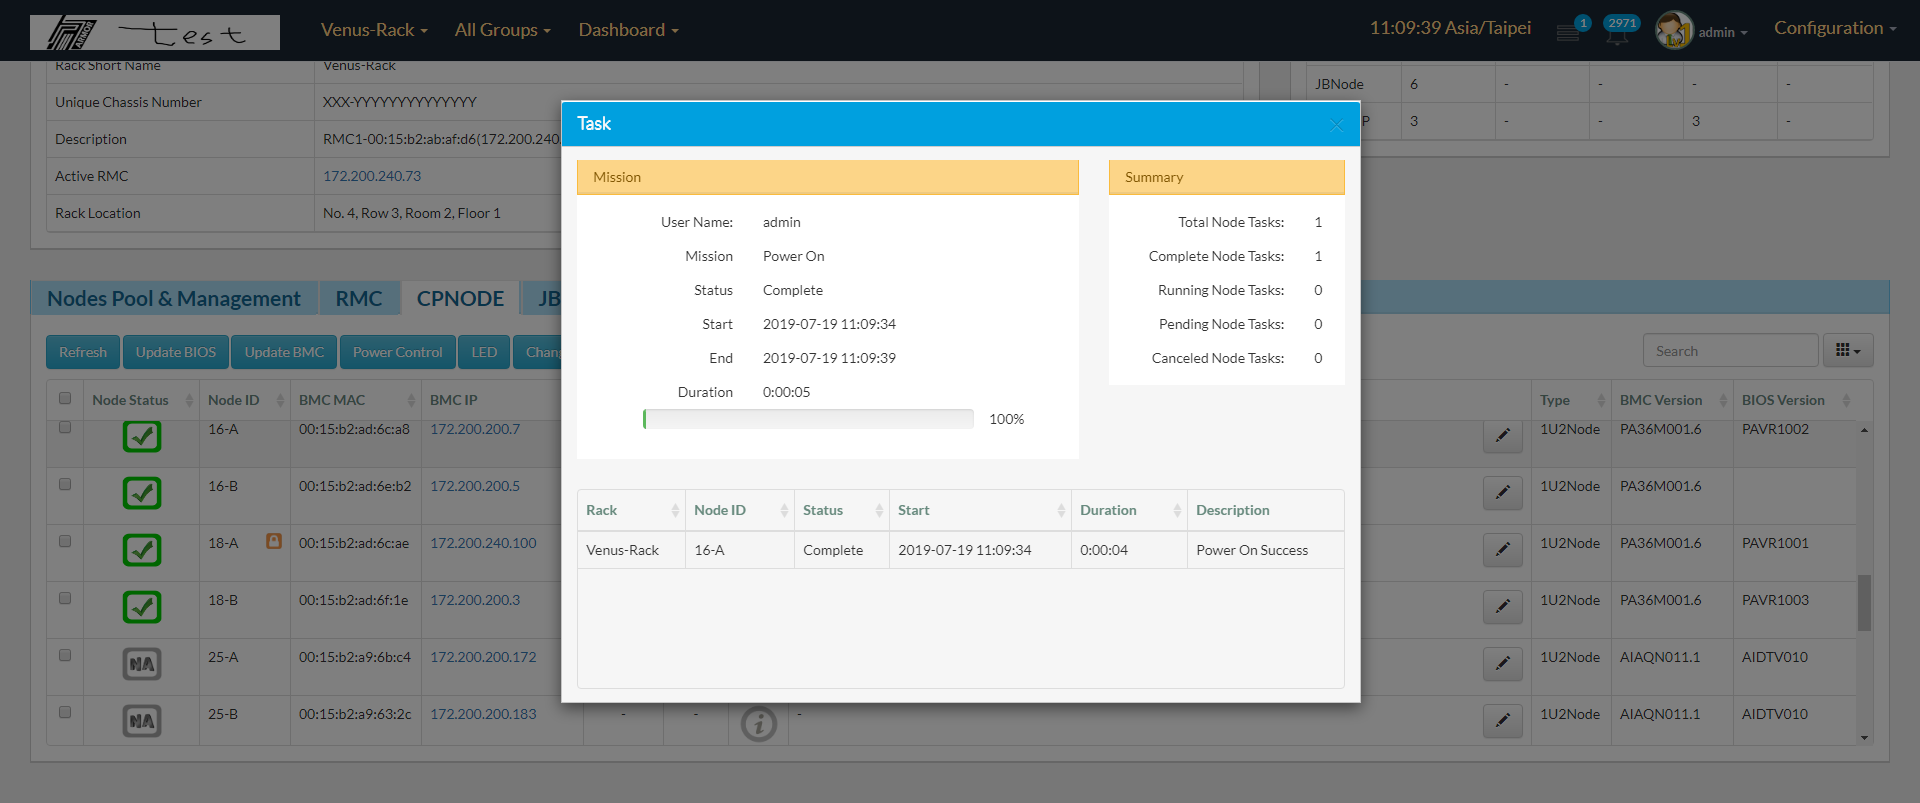 ARMOR test Venus-Rack All Groups Dashboard 11:09:39 Asia/Taipei 1 2971 admin Configuration
Rack Short Name Venus-Rack
Unique Chassis Number XXX-YYYYYYYYYYYYYY
Description RMC1-00:15:b2:ab:af:d6(172.200.240.
Active RMC 172.200.240.73
Rack Location No. 4, Row 3, Room 2, Floor 1
JBNode 6 - - - -
P 3 - - 3 -
Task
Mission
User Name: admin
Mission Power On
Status Complete
Start 2019-07-19 11:09:34
End 2019-07-19 11:09:39
Duration 0:00:05
100%
Summary
Total Node Tasks: 1
Complete Node Tasks: 1
Running Node Tasks: 0
Pending Node Tasks: 0
Canceled Node Tasks: 0
Rack Node ID Status Start Duration Description
Venus-Rack 16-A Complete 2019-07-19 11:09:34 0:00:04 Power On Success
Nodes Pool & Management RMC CPNODE JB
Refresh Update BIOS Update BMC Power Control LED Chang
Search
Node Status Node ID BMC MAC BMC IP Type BMC Version BIOS Version
16-A 00:15:b2:ad:6c:a8 172.200.200.7 1U2Node PA36M001.6 PAVR1002
16-B 00:15:b2:ad:6e:b2 172.200.200.5 1U2Node PA36M001.6
18-A 00:15:b2:ad:6c:ae 172.200.240.100 1U2Node PA36M001.6 PAVR1001
18-B 00:15:b2:ad:6f:1e 172.200.200.3 1U2Node PA36M001.6 PAVR1003
NA 25-A 00:15:b2:a9:6b:c4 172.200.200.172 1U2Node AIAQN011.1 AIDTV010
NA 25-B 00:15:b2:a9:63:2c 172.200.200.183 - - - 1U2Node AIAQN011.1 AIDTV010